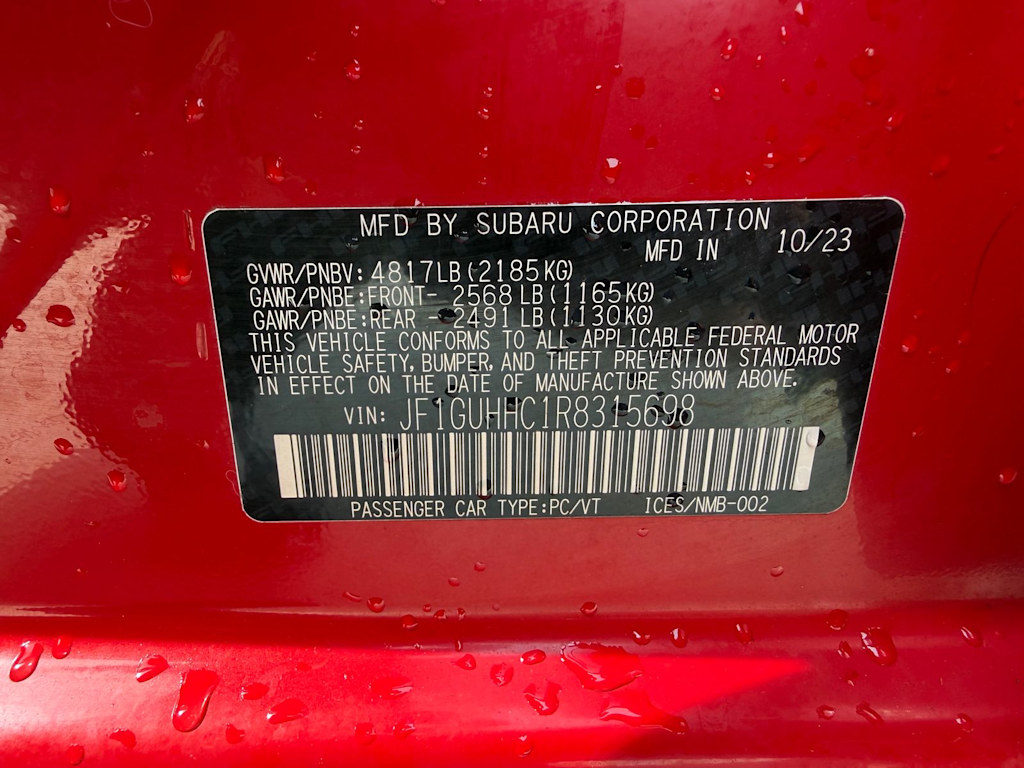 MFD BY SUBARU CORPORATION
MFD IN 10/23
GVWR/PNBV: 4817LB(2185KG)
GAWR/PNBE:FRONT- 2568 LB(1165KG)
GAWR/PNBE:REAR - 2491 LB(1130KG)
THIS VEHICLE CONFORMS TO ALL APPLICABLE FEDERAL MOTOR
VEHICLE SAFETY, BUMPER, AND THEFT PREVENTION STANDARDS
IN EFFECT ON THE DATE OF MANUFACTURE SHOWN ABOVE.
VIN: JF1GUHHC1R8315698
PASSENGER CAR TYPE:PC/VT ICES/NMB-002